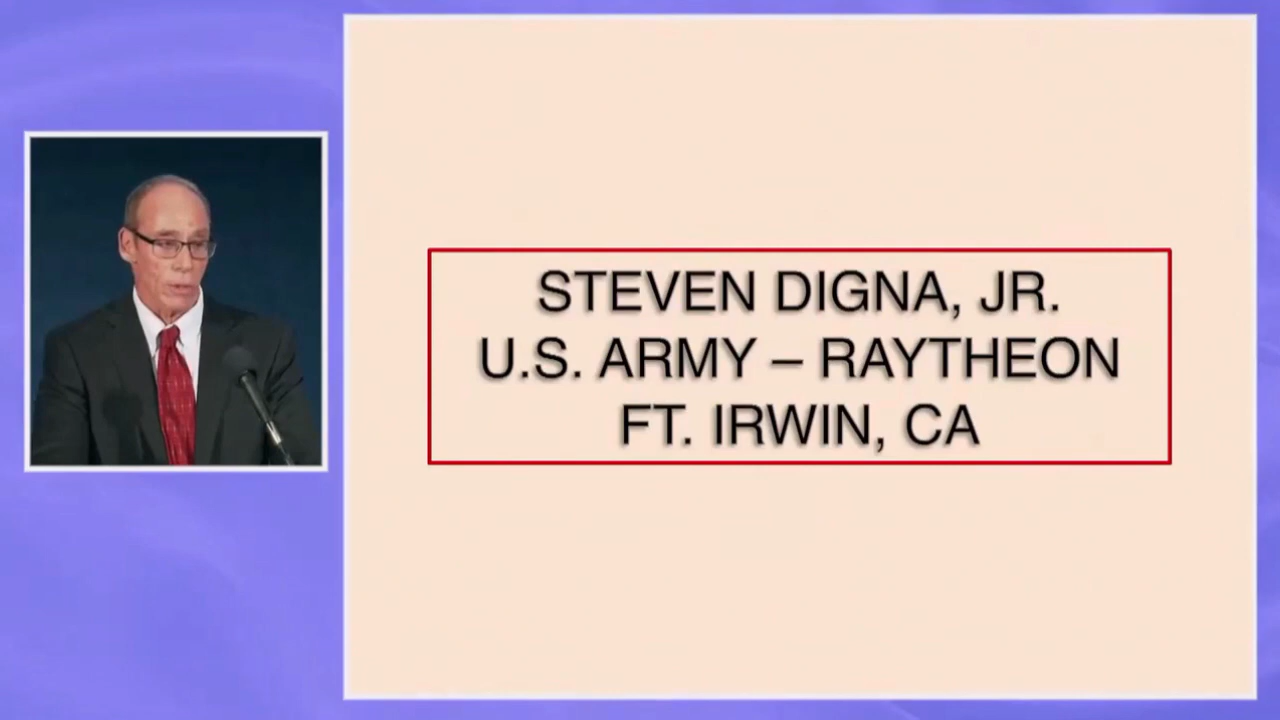 STEVEN DIGNA, JR.
U.S. ARMY – RAYTHEON
FT. IRWIN, CA